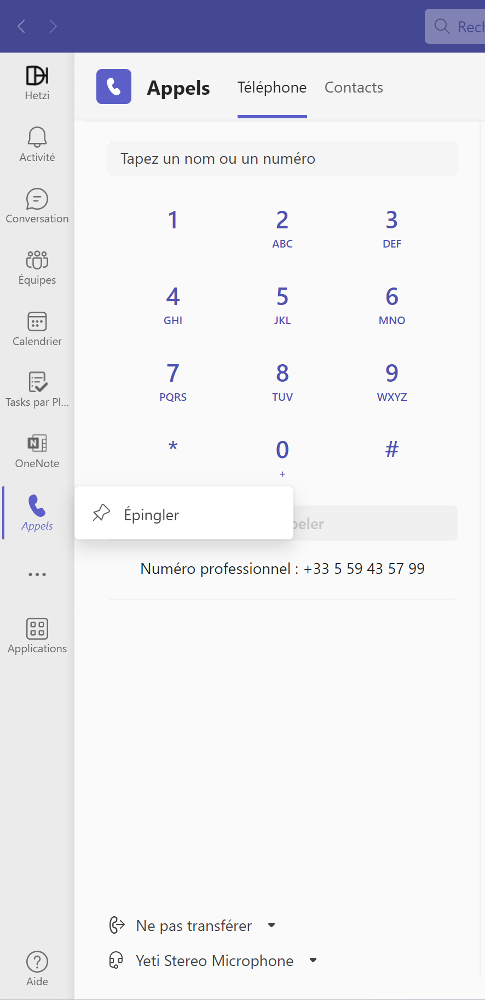 Rech
Hetzi
Activité
Conversation
Équipes
Calendrier
Tasks par Pl...
OneNote
Appels
Applications
Aide
Appels Téléphone Contacts
Tapez un nom ou un numéro
1 2 3
ABC DEF
4 5 6
GHI JKL MNO
7 8 9
PQRS TUV WXYZ
* 0 #
+
Épingler
peler
Numéro professionnel : +33 5 59 43 57 99
Ne pas transférer
Yeti Stereo Microphone